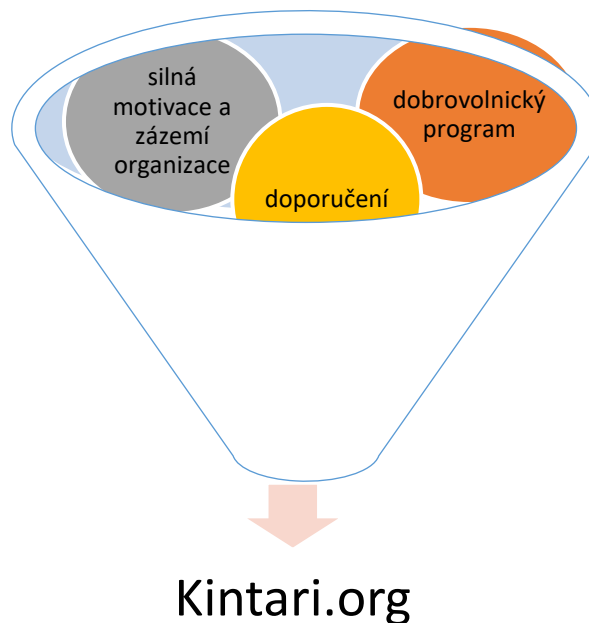 silná
motivace a
zázemí
organizace
dobrovolnický
program
doporučení
Kintari.org